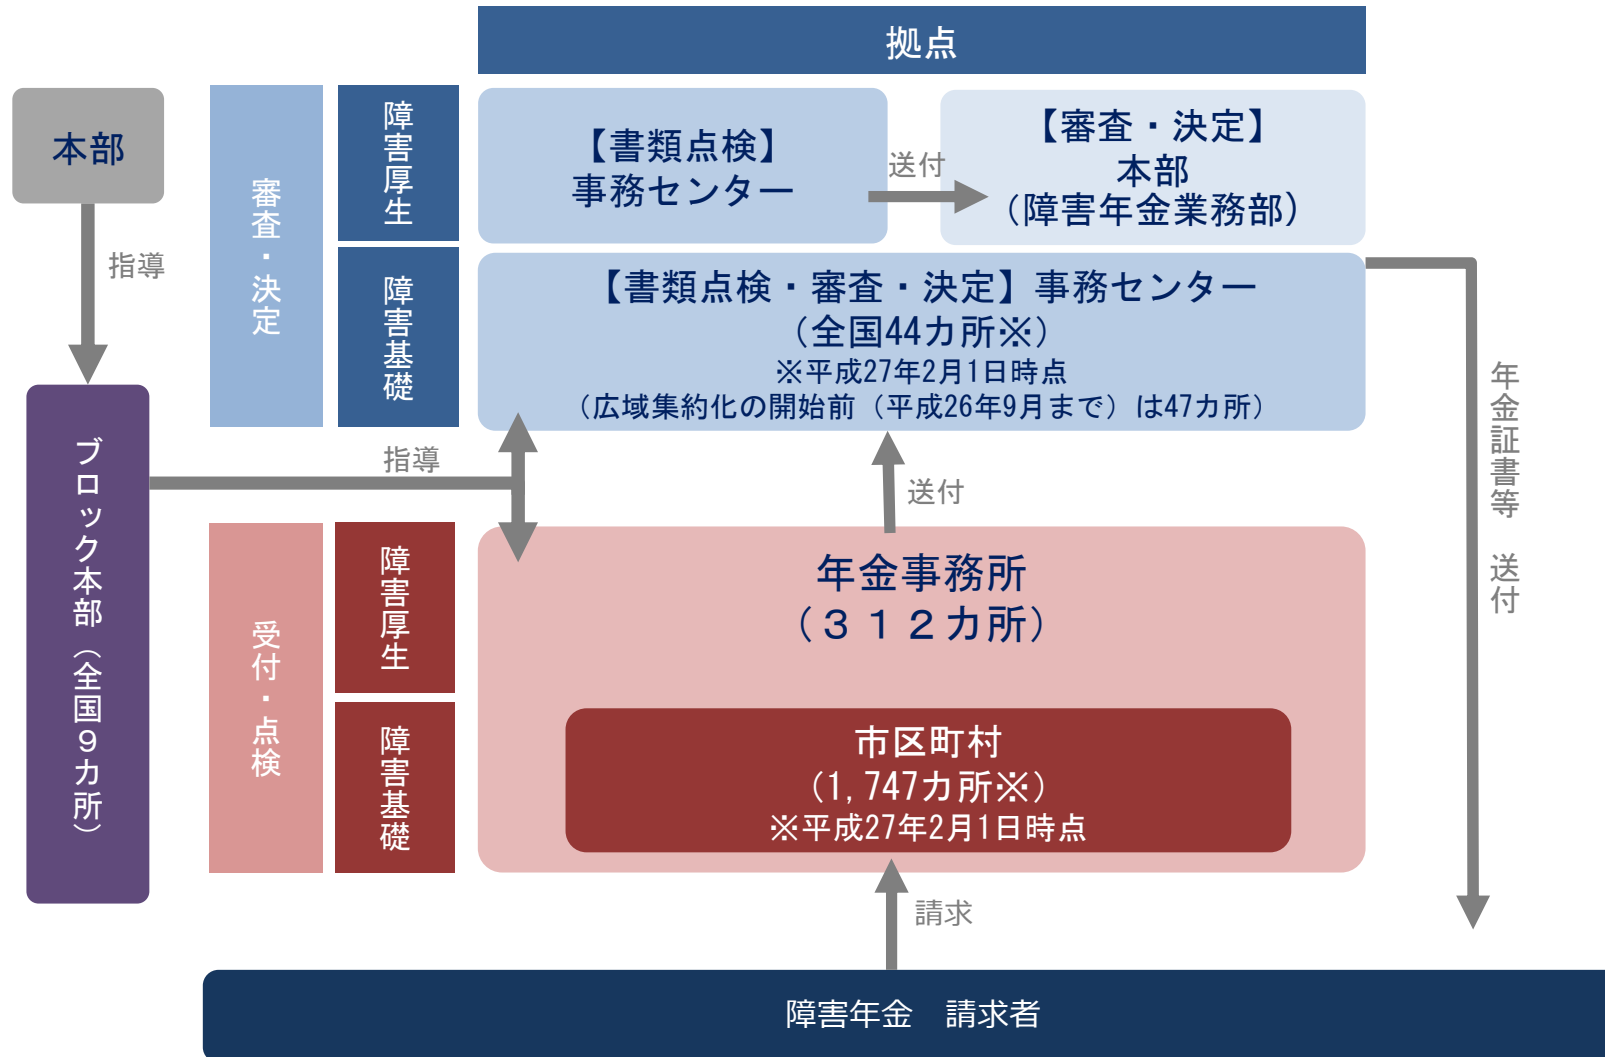 拠点
本部
指導
ブロック本部（全国９カ所）
審査・決定
障害厚生
障害基礎
【書類点検】
事務センター
送付
【審査・決定】
本部
（障害年金業務部）
【書類点検・審査・決定】事務センター
（全国44カ所※）
※平成27年2月1日時点
（広域集約化の開始前（平成26年9月まで）は47カ所）
指導
送付
年金証書等　送付
受付・点検
障害厚生
障害基礎
年金事務所
（３１２カ所）
市区町村
（1,747カ所※）
※平成27年2月1日時点
請求
障害年金　請求者